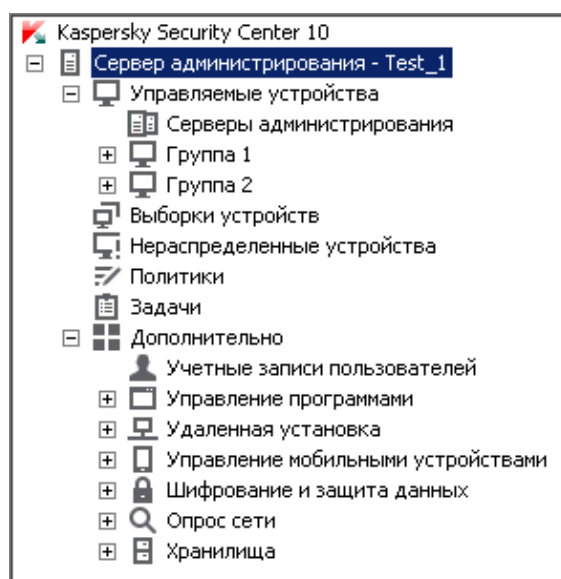 Kaspersky Security Center 10
Сервер администрирования - Test_1
Управляемые устройства
Серверы администрирования
Группа 1
Группа 2
Выборки устройств
Нераспределенные устройства
Политики
Задачи
Дополнительно
Учетные записи пользователей
Управление программами
Удаленная установка
Управление мобильными устройствами
Шифрование и защита данных
Опрос сети
Хранилища